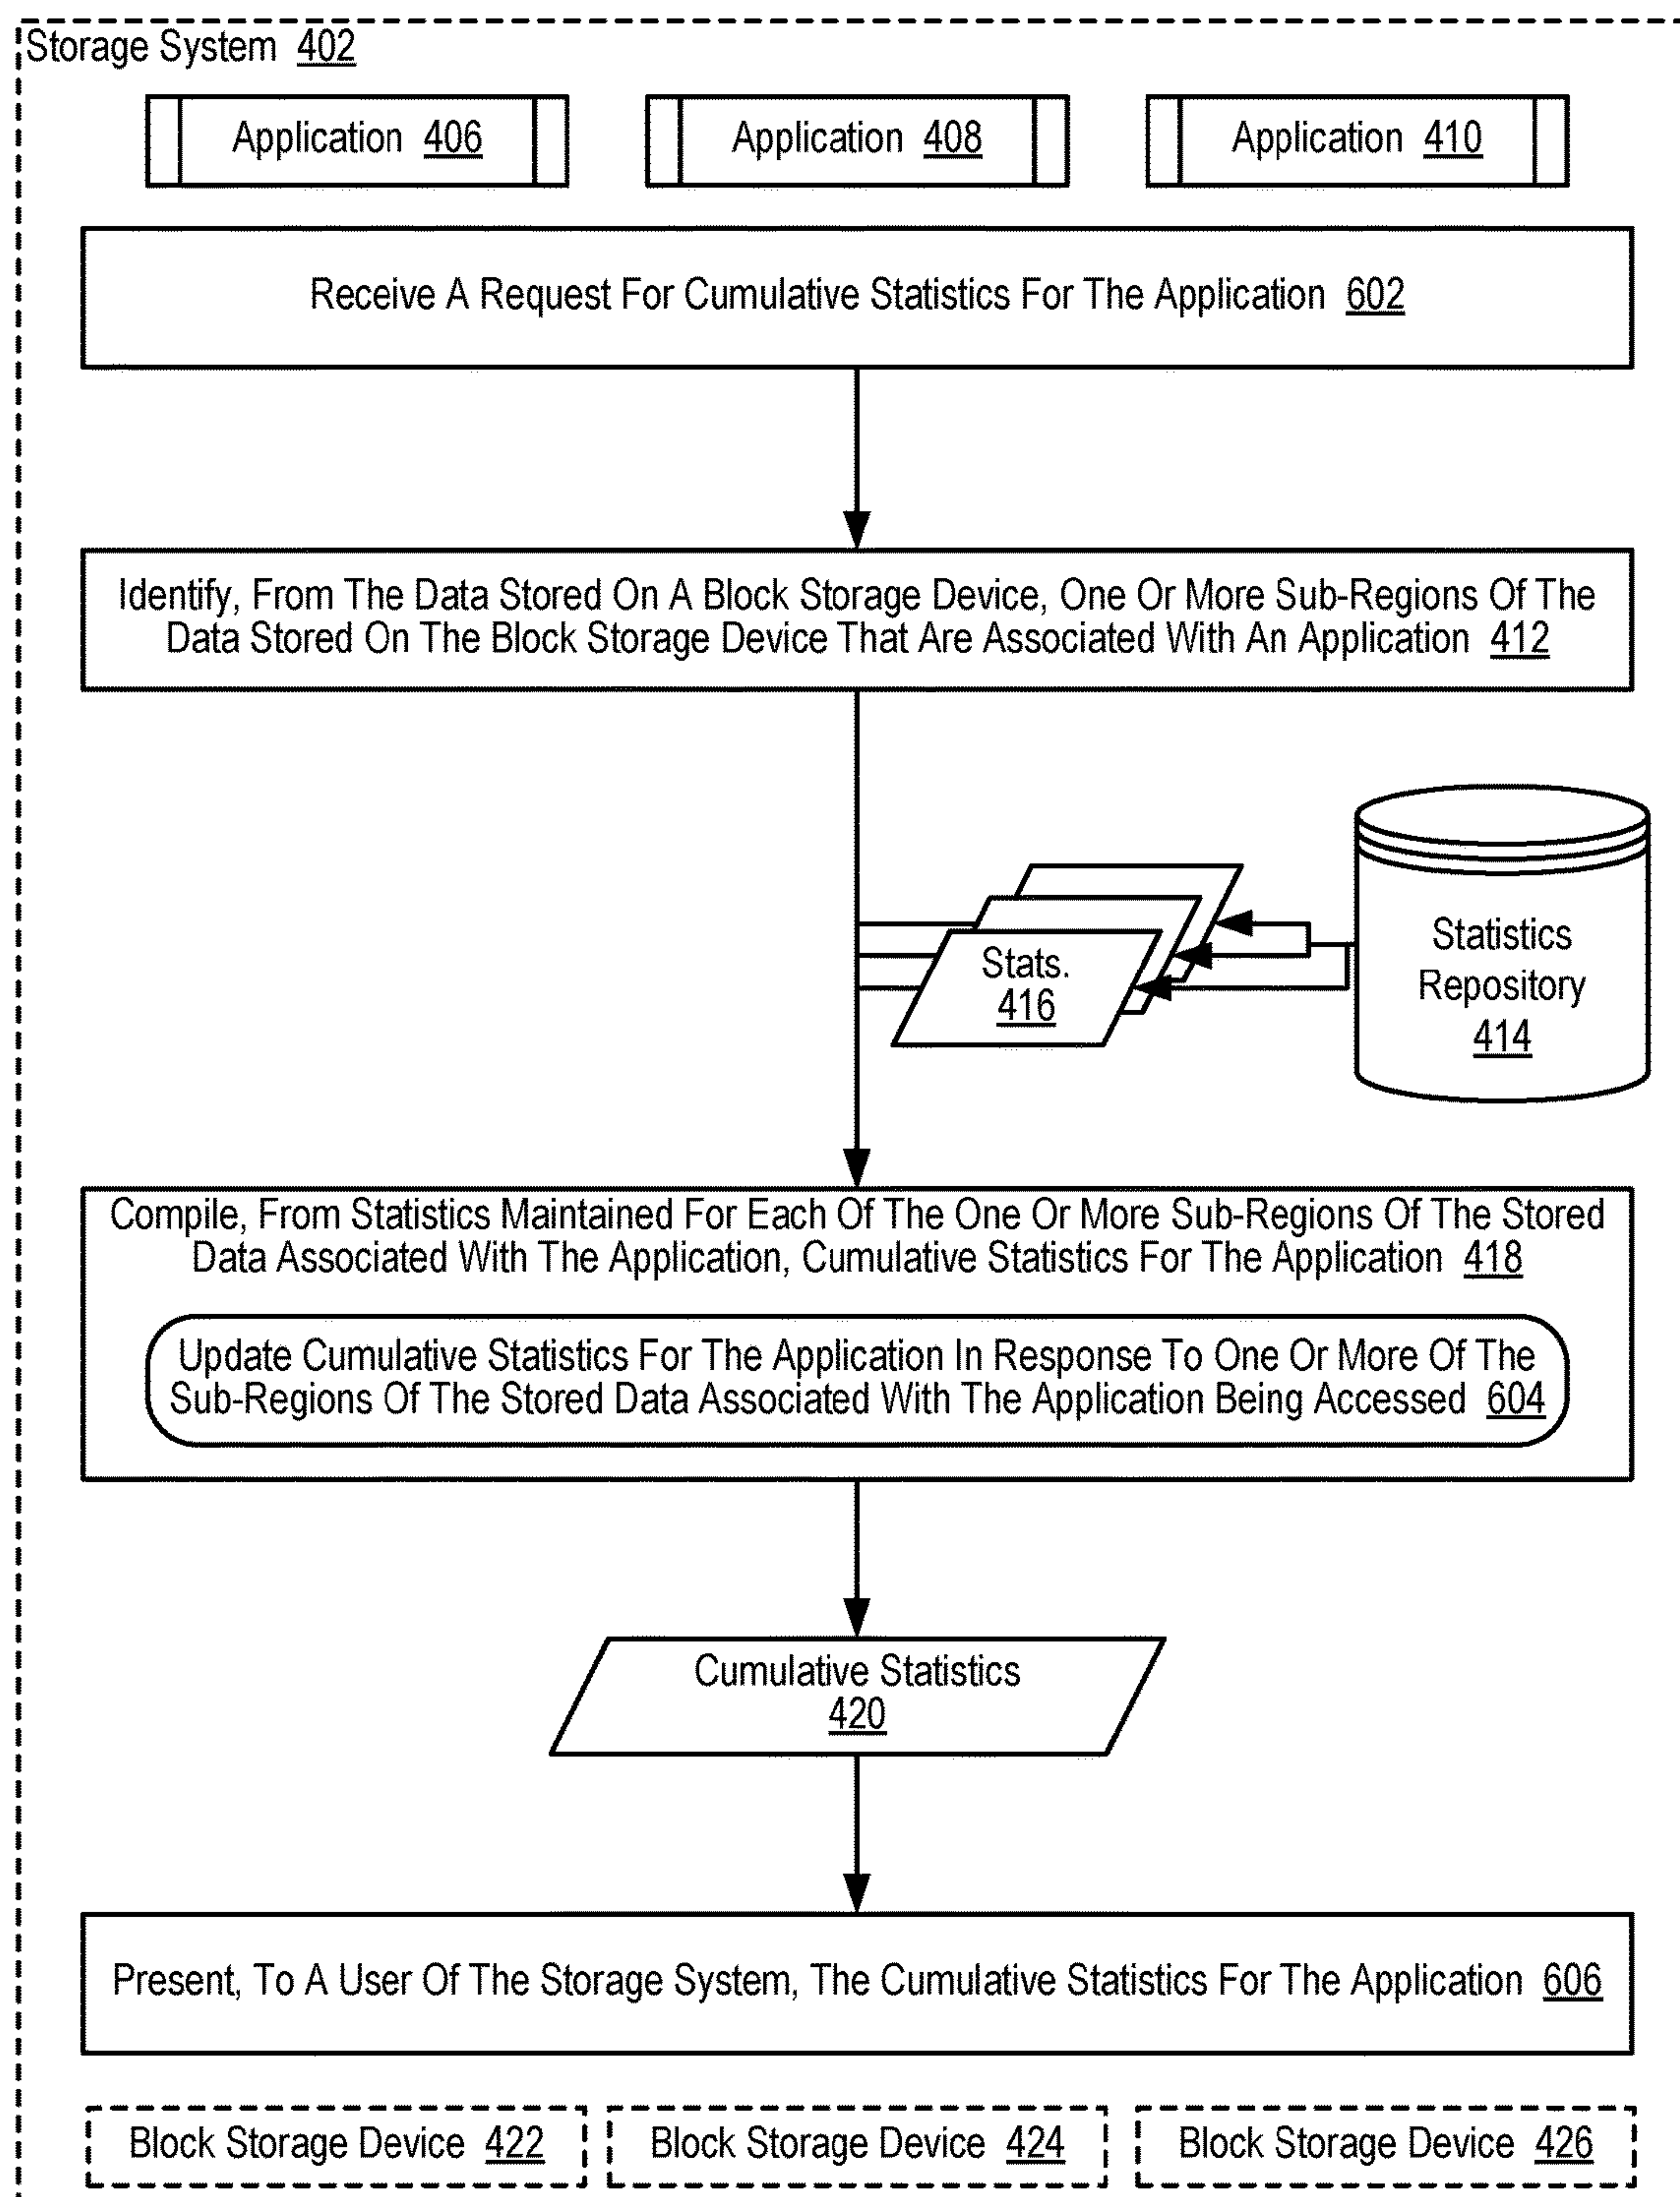 Storage System 402
Application 406
Application 408
Application 410
Receive A Request For Cumulative Statistics For The Application 602
Identify, From The Data Stored On A Block Storage Device, One Or More Sub-Regions Of The
Data Stored On The Block Storage Device That Are Associated With An Application 412
Stats.
416
Statistics
Repository
414
Compile, From Statistics Maintained For Each Of The One Or More Sub-Regions Of The Stored
Data Associated With The Application, Cumulative Statistics For The Application 418
Update Cumulative Statistics For The Application In Response To One Or More Of The
Sub-Regions Of The Stored Data Associated With The Application Being Accessed 604
Cumulative Statistics
420
Present, To A User Of The Storage System, The Cumulative Statistics For The Application 606
Block Storage Device 422
Block Storage Device 424
Block Storage Device 426